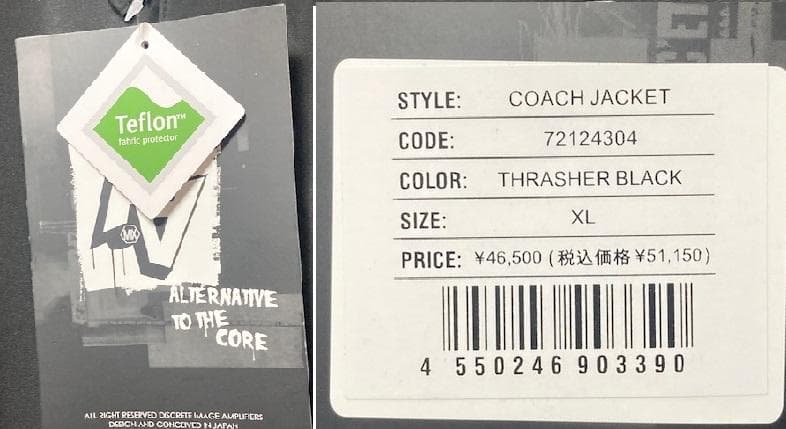 Teflon™
fabric protector
MK
ALTERNATIVE
TO THE
CORE
ALL RIGHT RESERVED DISCRETE IMAGE AMPLIFIERS
DESIGN AND CONCEIVED IN JAPAN
STYLE: COACH JACKET
CODE: 72124304
COLOR: THRASHER BLACK
SIZE: XL
PRICE: ¥46,500 (税込価格 ¥51,150)
4 550246 903390